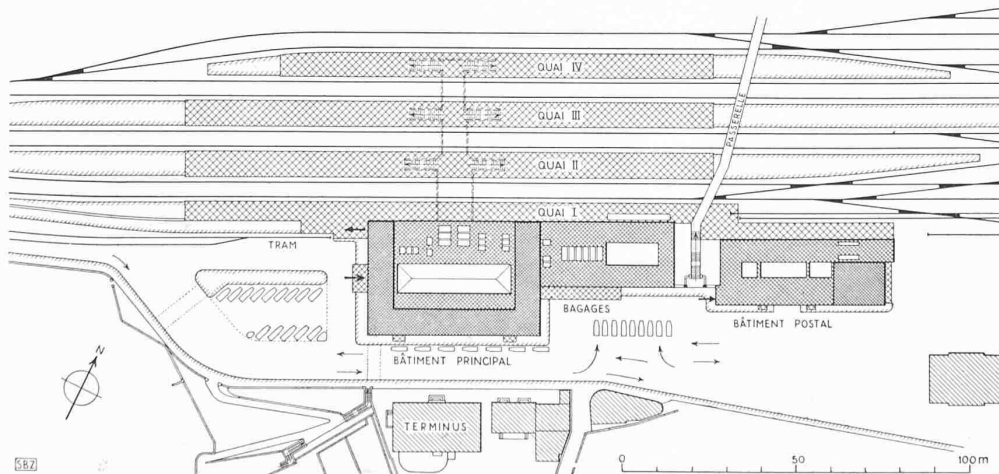 QUAI IV
QUAI III
PASSERELLE
QUAI II
QUAI I
TRAM
BAGAGES
BÂTIMENT POSTAL
BÂTIMENT PRINCIPAL
N
TERMINUS
SBZ
0 50 100 m